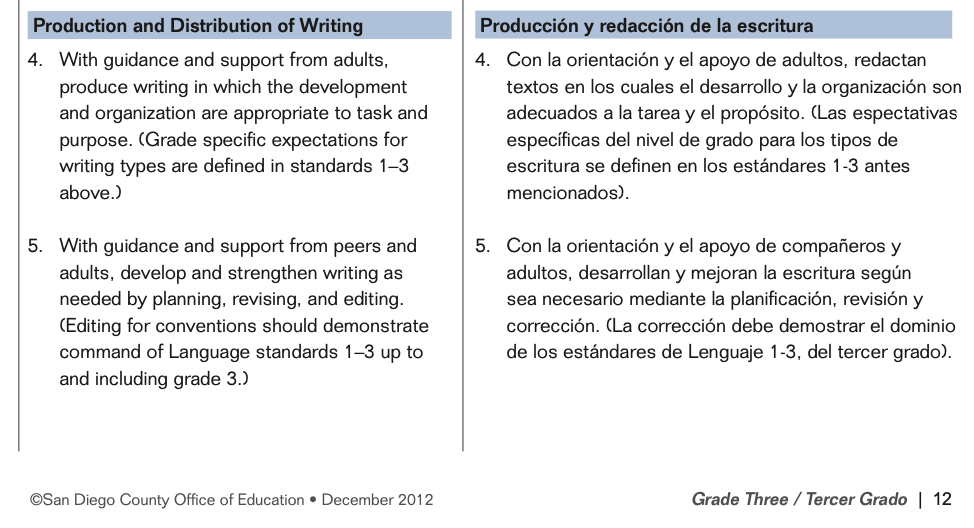 Production and Distribution of Writing
4. With guidance and support from adults,
produce writing in which the development
and organization are appropriate to task and
purpose. (Grade specific expectations for
writing types are defined in standards 1–3
above.)
5. With guidance and support from peers and
adults, develop and strengthen writing as
needed by planning, revising, and editing.
(Editing for conventions should demonstrate
command of Language standards 1–3 up to
and including grade 3.)
Producción y redacción de la escritura
4. Con la orientación y el apoyo de adultos, redactan
textos en los cuales el desarrollo y la organización son
adecuados a la tarea y el propósito. (Las espectativas
específicas del nivel de grado para los tipos de
escritura se definen en los estándares 1-3 antes
mencionados).
5. Con la orientación y el apoyo de compañeros y
adultos, desarrollan y mejoran la escritura según
sea necesario mediante la planificación, revisión y
corrección. (La corrección debe demostrar el dominio
de los estándares de Lenguaje 1-3, del tercer grado).
©San Diego County Office of Education • December 2012
Grade Three / Tercer Grado | 12